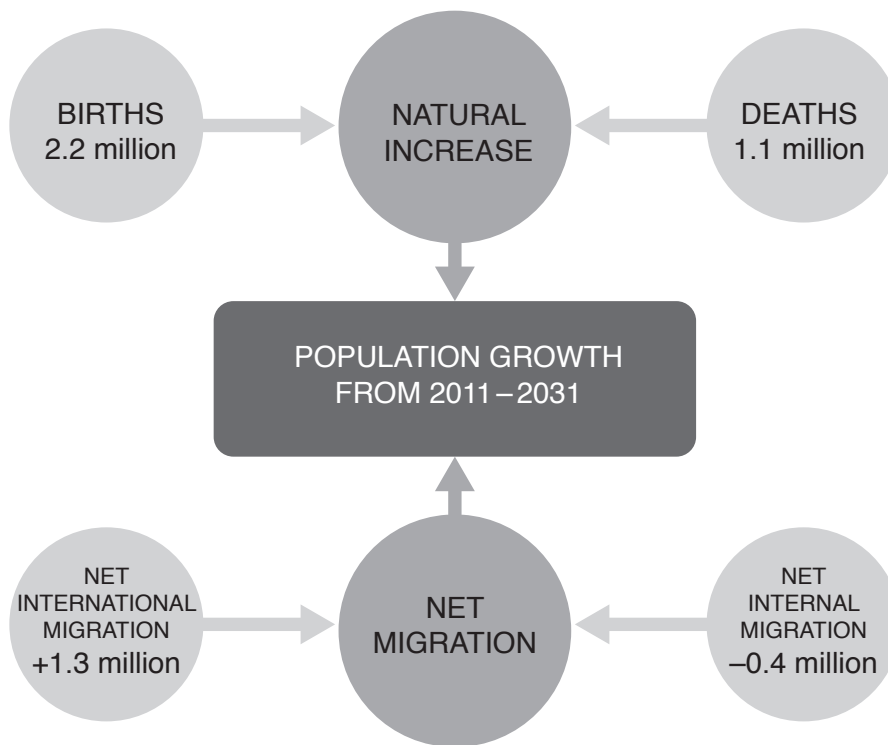 BIRTHS
2.2 million
NATURAL
INCREASE
DEATHS
1.1 million
POPULATION GROWTH
FROM 2011–2031
NET
INTERNATIONAL
MIGRATION
+1.3 million
NET
MIGRATION
NET
INTERNAL
MIGRATION
–0.4 million